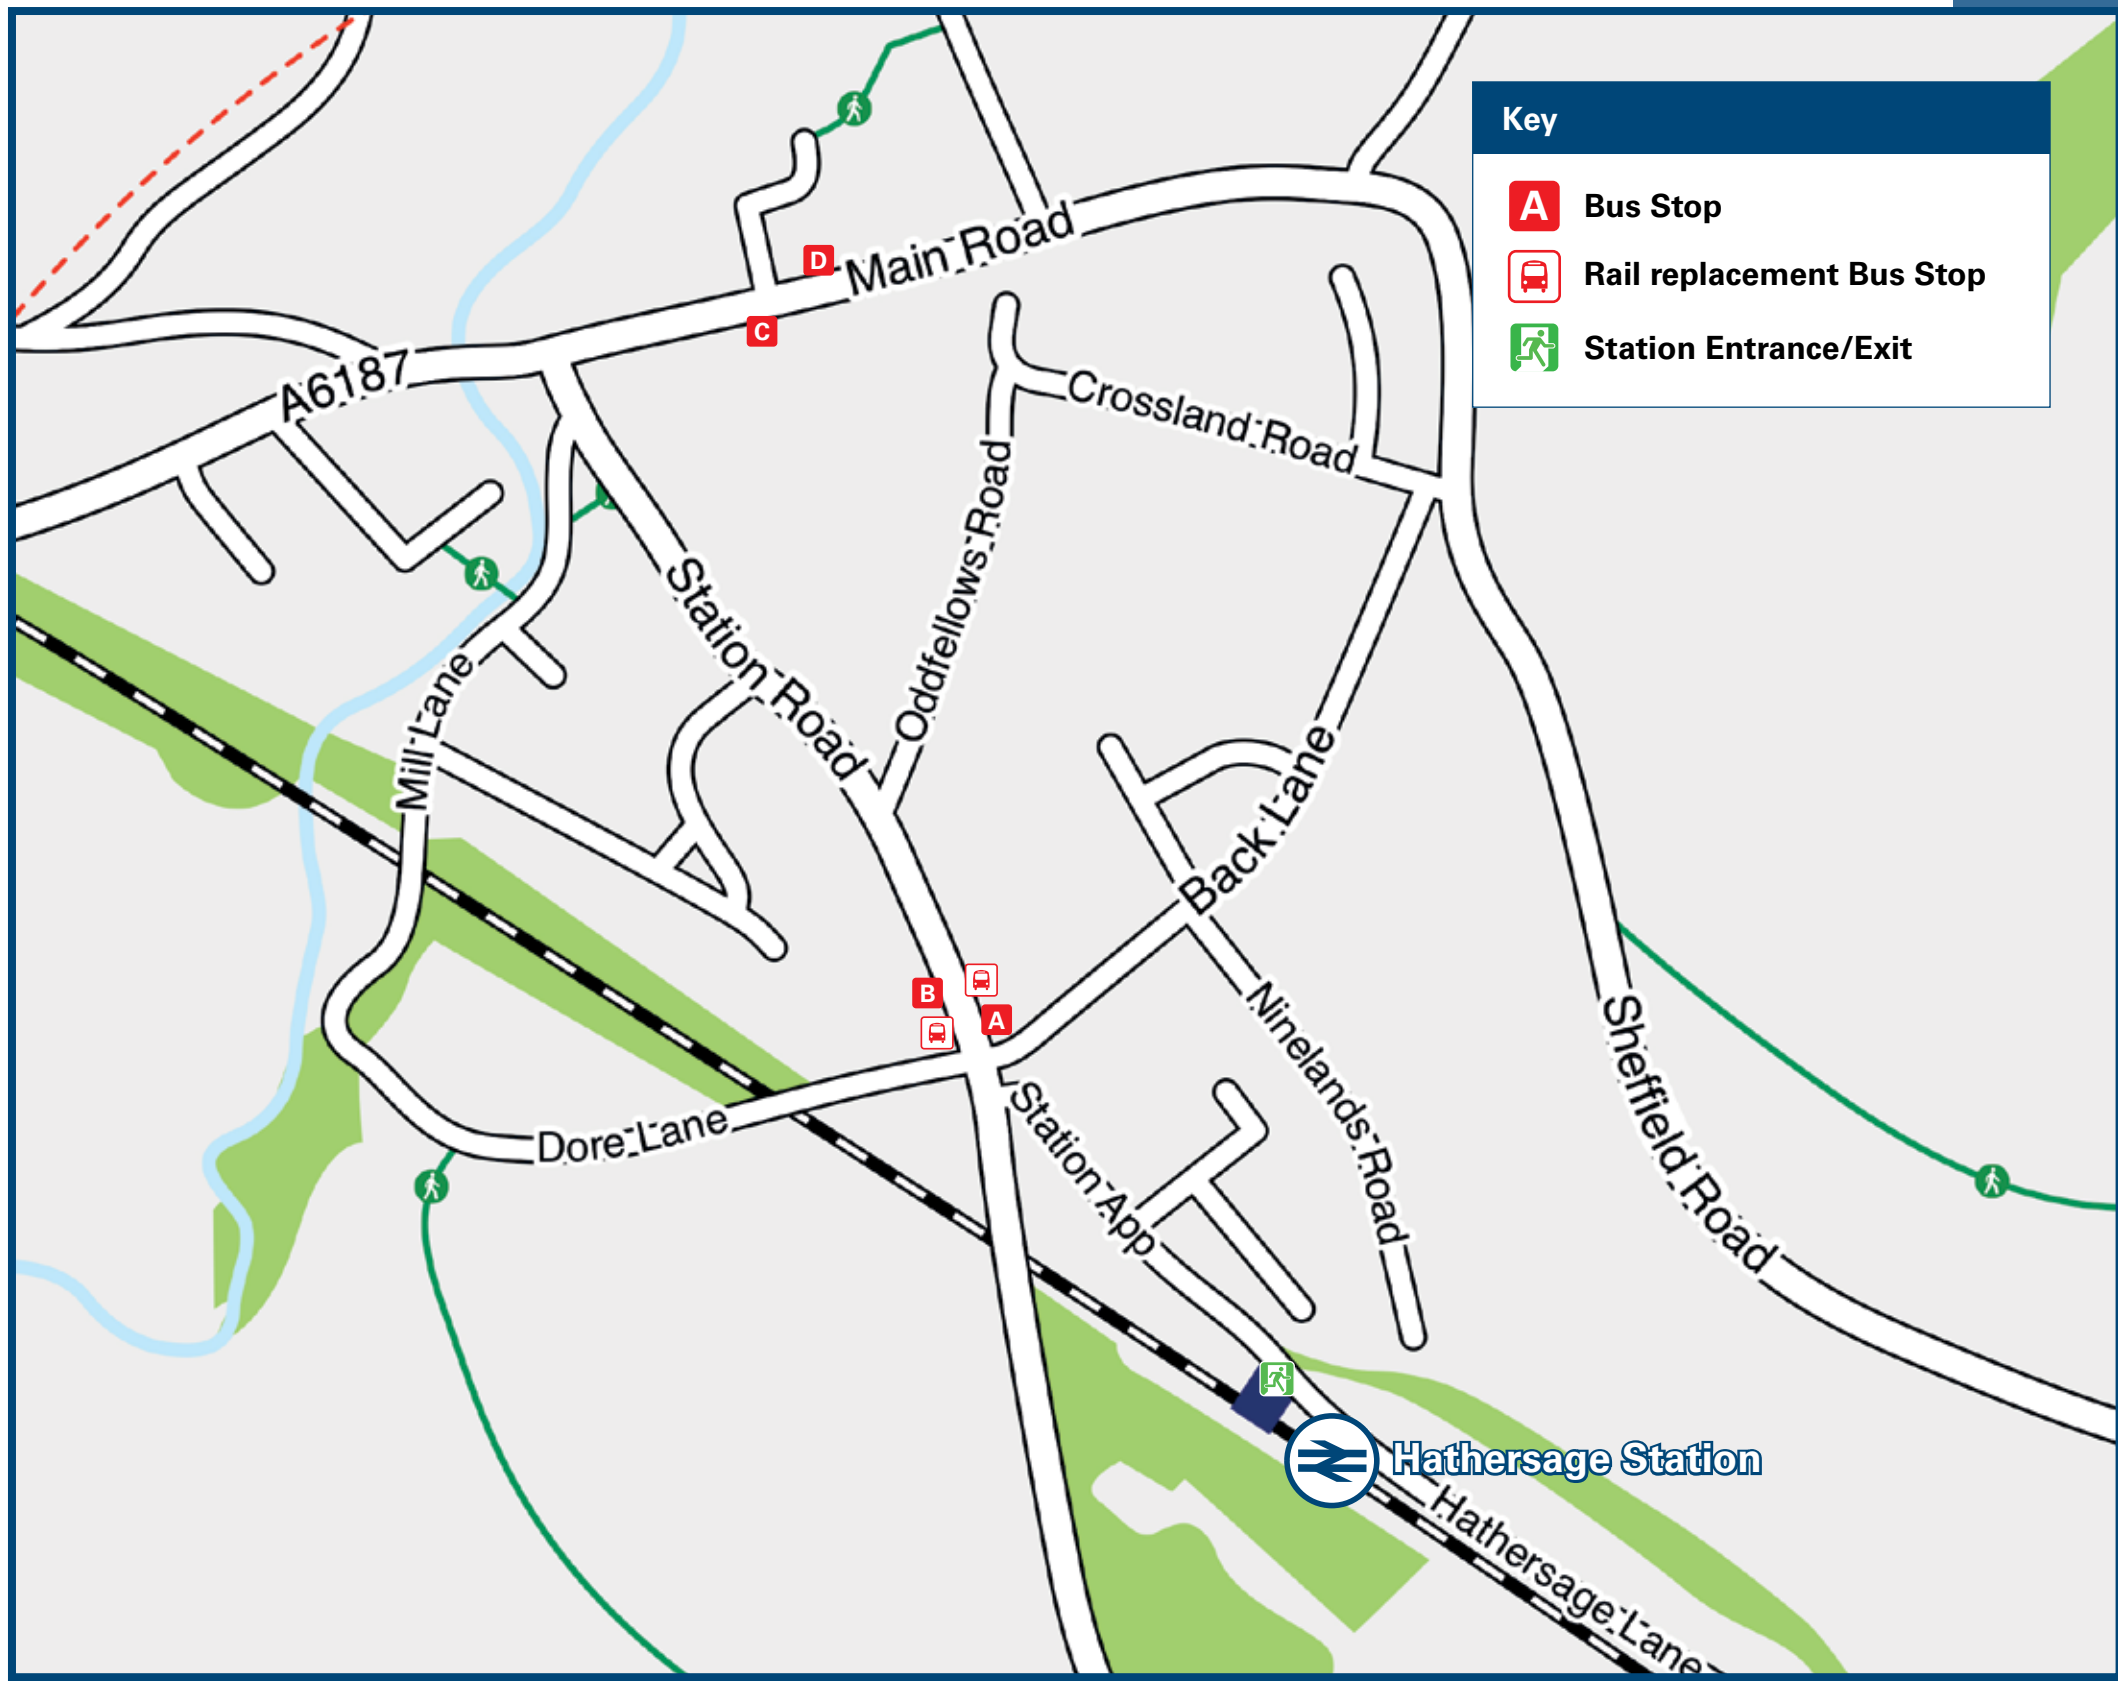 Key
A Bus Stop
Rail replacement Bus Stop
Station Entrance/Exit
D
Main Road
C
A6187
Crossland Road
Oddfellows Road
Station Road
Mill Lane
Back Lane
B
A
Ninelands Road
Sheffield Road
Dore Lane
Station App
Hathersage Station
Hathersage Lane